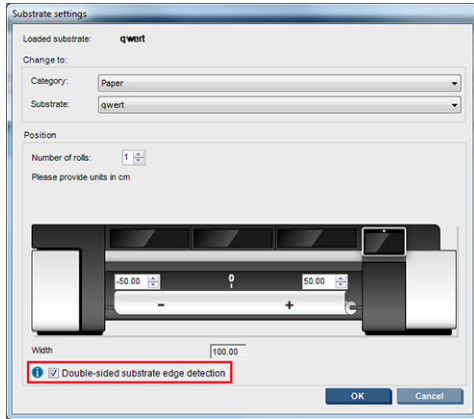 Substrate settings
Loaded substrate: qwert
Change to:
Category: Paper
Substrate: qwert
Position
Number of rolls: 1
Please provide units in cm
-50.00 0 50.00
- +
Width 100.00
Double-sided substrate edge detection
OK Cancel